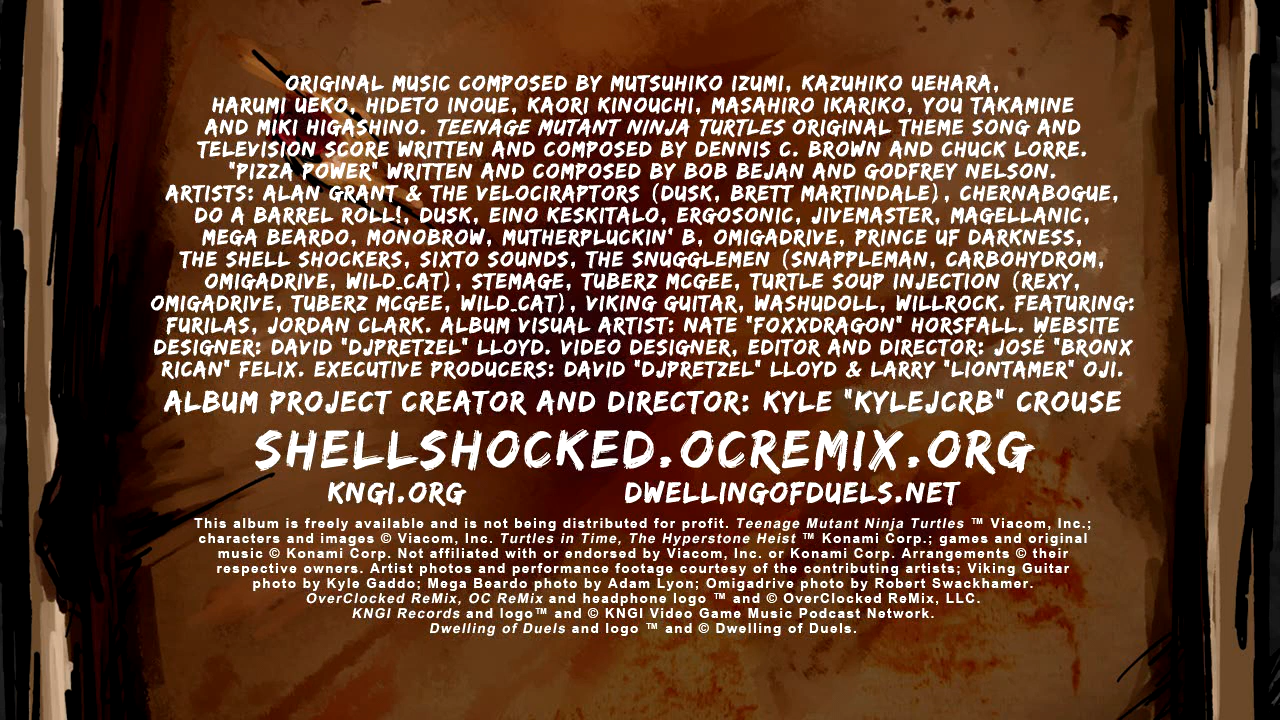 ORIGINAL MUSIC COMPOSED BY MUTSUHIKO IZUMI, KAZUHIKO UEHARA,
HARUMI UEKO, HIDETO INOUE, KAORI KINOUCHI, MASAHIRO IKARIKO, YOU TAKAMINE
AND MIKI HIGASHINO. TEENAGE MUTANT NINJA TURTLES ORIGINAL THEME SONG AND
TELEVISION SCORE WRITTEN AND COMPOSED BY DENNIS C. BROWN AND CHUCK LORRE.
"PIZZA POWER" WRITTEN AND COMPOSED BY BOB BEJAN AND GODFREY NELSON.
ARTISTS: ALAN GRANT & THE VELOCIRAPTORS (DUSK, BRETT MARTINDALE), CHERNABOGUE,
DO A BARREL ROLL!, DUSK, EINO KESKITALO, ERGOSONIC, JIVEMASTER, MAGELLANIC,
MEGA BEARDO, MONOBROW, MUTHERPLUCKIN' B, OMIGADRIVE, PRINCE UF DARKNESS,
THE SHELL SHOCKERS, SIXTO SOUNDS, THE SNUGGLEMEN (SNAPPLEMAN, CARBOHYDROM,
OMIGADRIVE, WILD_CAT), STEMAGE, TUBERZ MCGEE, TURTLE SOUP INJECTION (REXY,
OMIGADRIVE, TUBERZ MCGEE, WILD_CAT), VIKING GUITAR, WASHUDOLL, WILLROCK. FEATURING:
FURILAS, JORDAN CLARK. ALBUM VISUAL ARTIST: NATE "FOXXDRAGON" HORSFALL. WEBSITE
DESIGNER: DAVID "DJPRETZEL" LLOYD. VIDEO DESIGNER, EDITOR AND DIRECTOR: JOSÉ "BRONX
RICAN" FELIX. EXECUTIVE PRODUCERS: DAVID "DJPRETZEL" LLOYD & LARRY "LIONTAMER" OJI.
ALBUM PROJECT CREATOR AND DIRECTOR: KYLE "KYLEJCRB" CROUSE
SHELLSHOCKED.OCREMIX.ORG
KNGI.ORG DWELLINGOFDUELS.NET
This album is freely available and is not being distributed for profit. Teenage Mutant Ninja Turtles ™ Viacom, Inc.;
characters and images © Viacom, Inc. Turtles in Time, The Hyperstone Heist ™ Konami Corp.; games and original
music © Konami Corp. Not affiliated with or endorsed by Viacom, Inc. or Konami Corp. Arrangements © their
respective owners. Artist photos and performance footage courtesy of the contributing artists; Viking Guitar
photo by Kyle Gaddo; Mega Beardo photo by Adam Lyon; Omigadrive photo by Robert Swackhamer.
OverClocked ReMix, OC ReMix and headphone logo ™ and © OverClocked ReMix, LLC.
KNGI Records and logo™ and © KNGI Video Game Music Podcast Network.
Dwelling of Duels and logo ™ and © Dwelling of Duels.